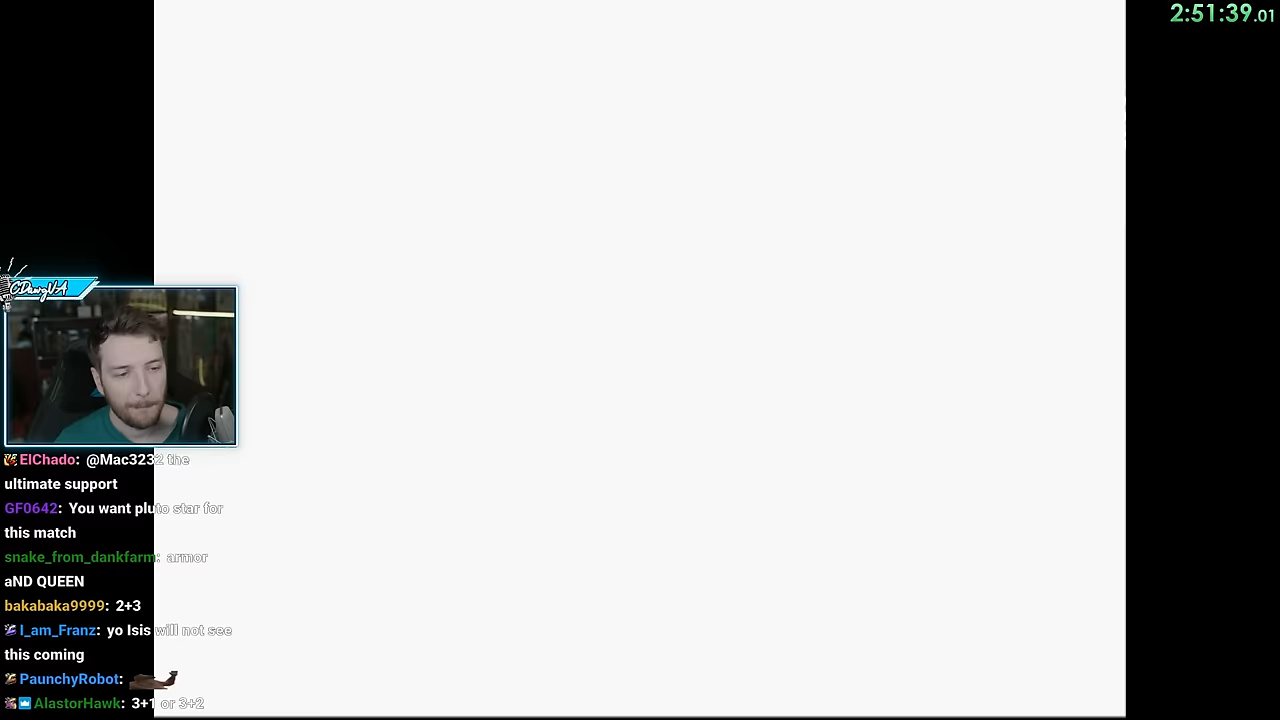 2:51:39.01
CDawgVA
ElChado: @Mac3232 the
ultimate support
GF0642: You want pluto star for
this match
snake_from_dankfarm: armor
aND QUEEN
bakabaka9999: 2+3
I_am_Franz: yo Isis will not see
this coming
PaunchyRobot:
AlastorHawk: 3+1 or 3+2